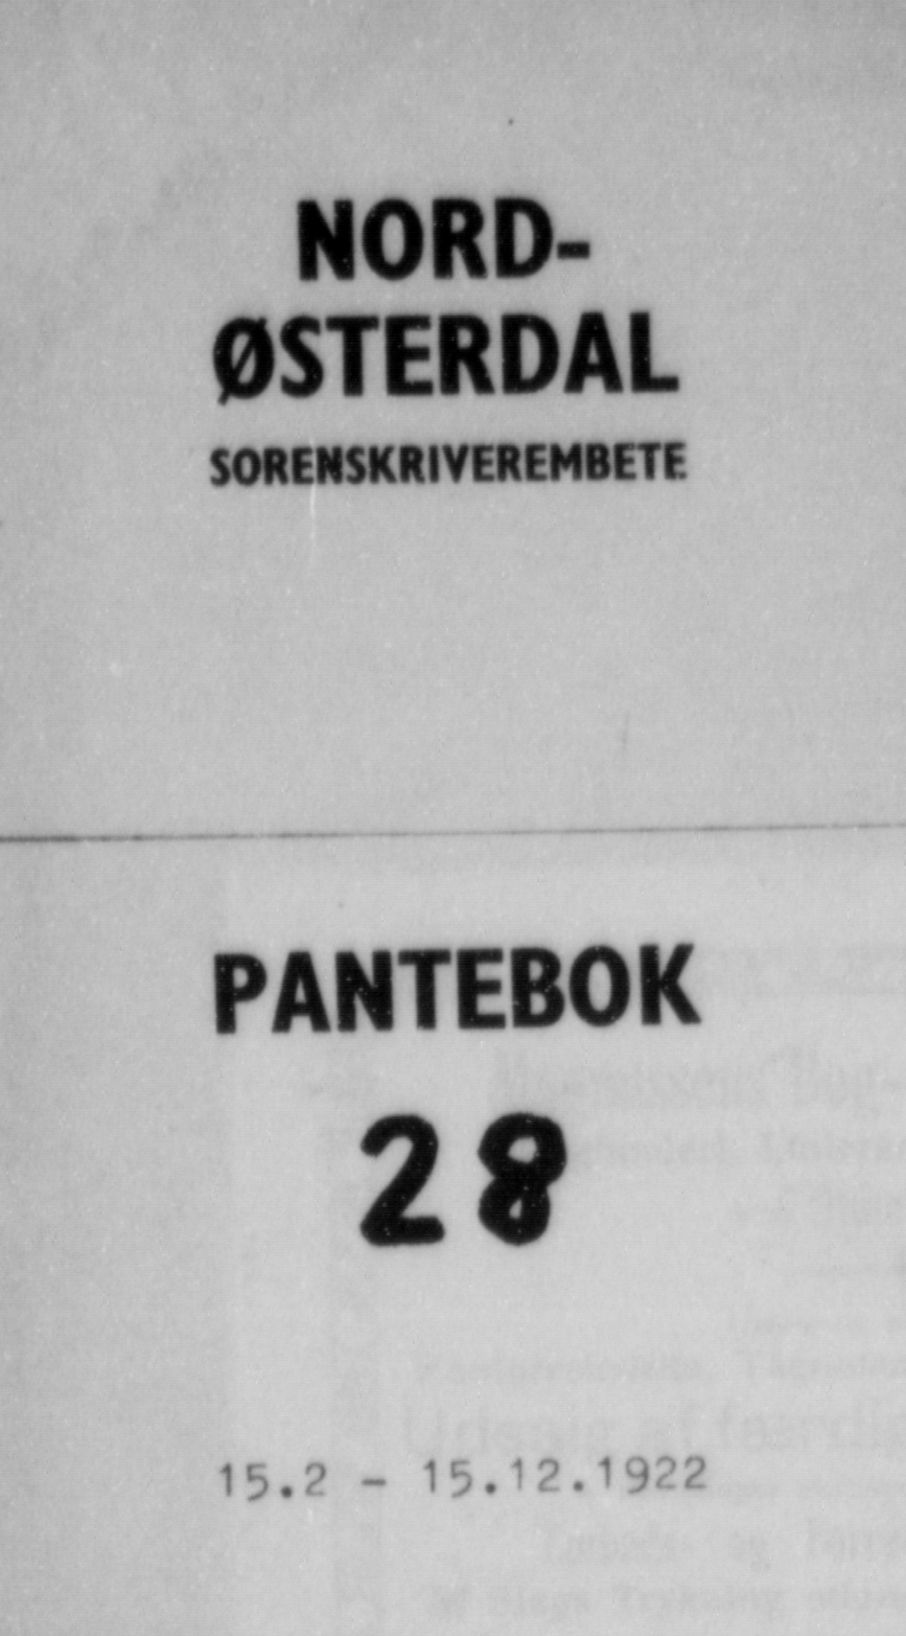 NORD-
ØSTERDAL
SORENSKRIVEREMBETE
PANTEBOK
28
15.2 - 15.12.1922